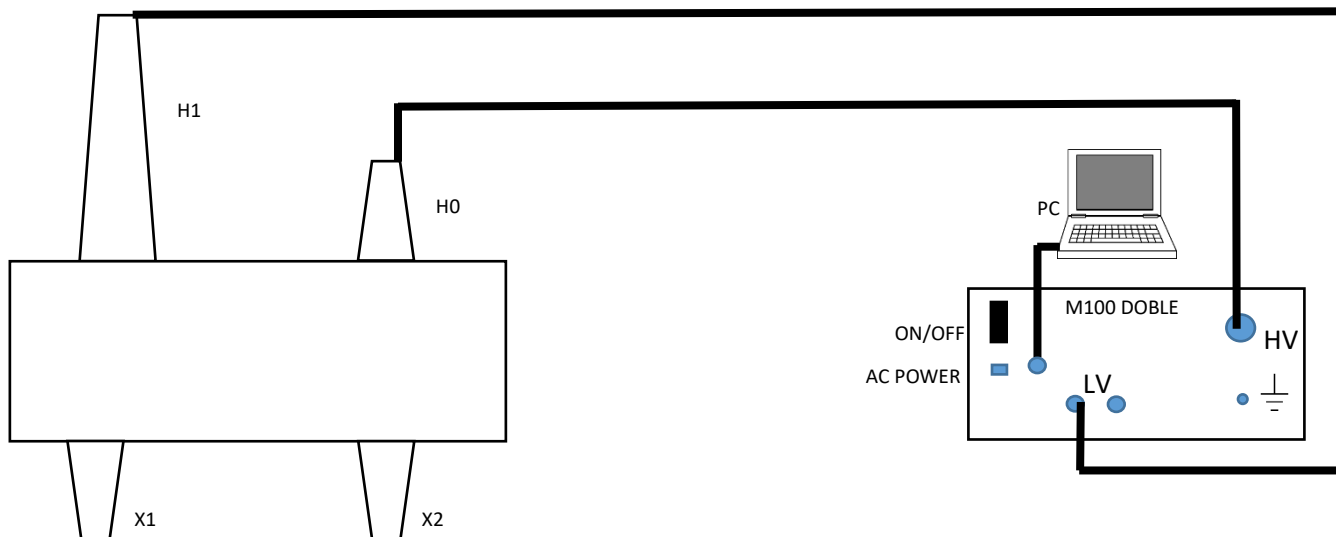 H1
H0
PC
M100 DOBLE
ON/OFF
HV
AC POWER
LV
X1
X2